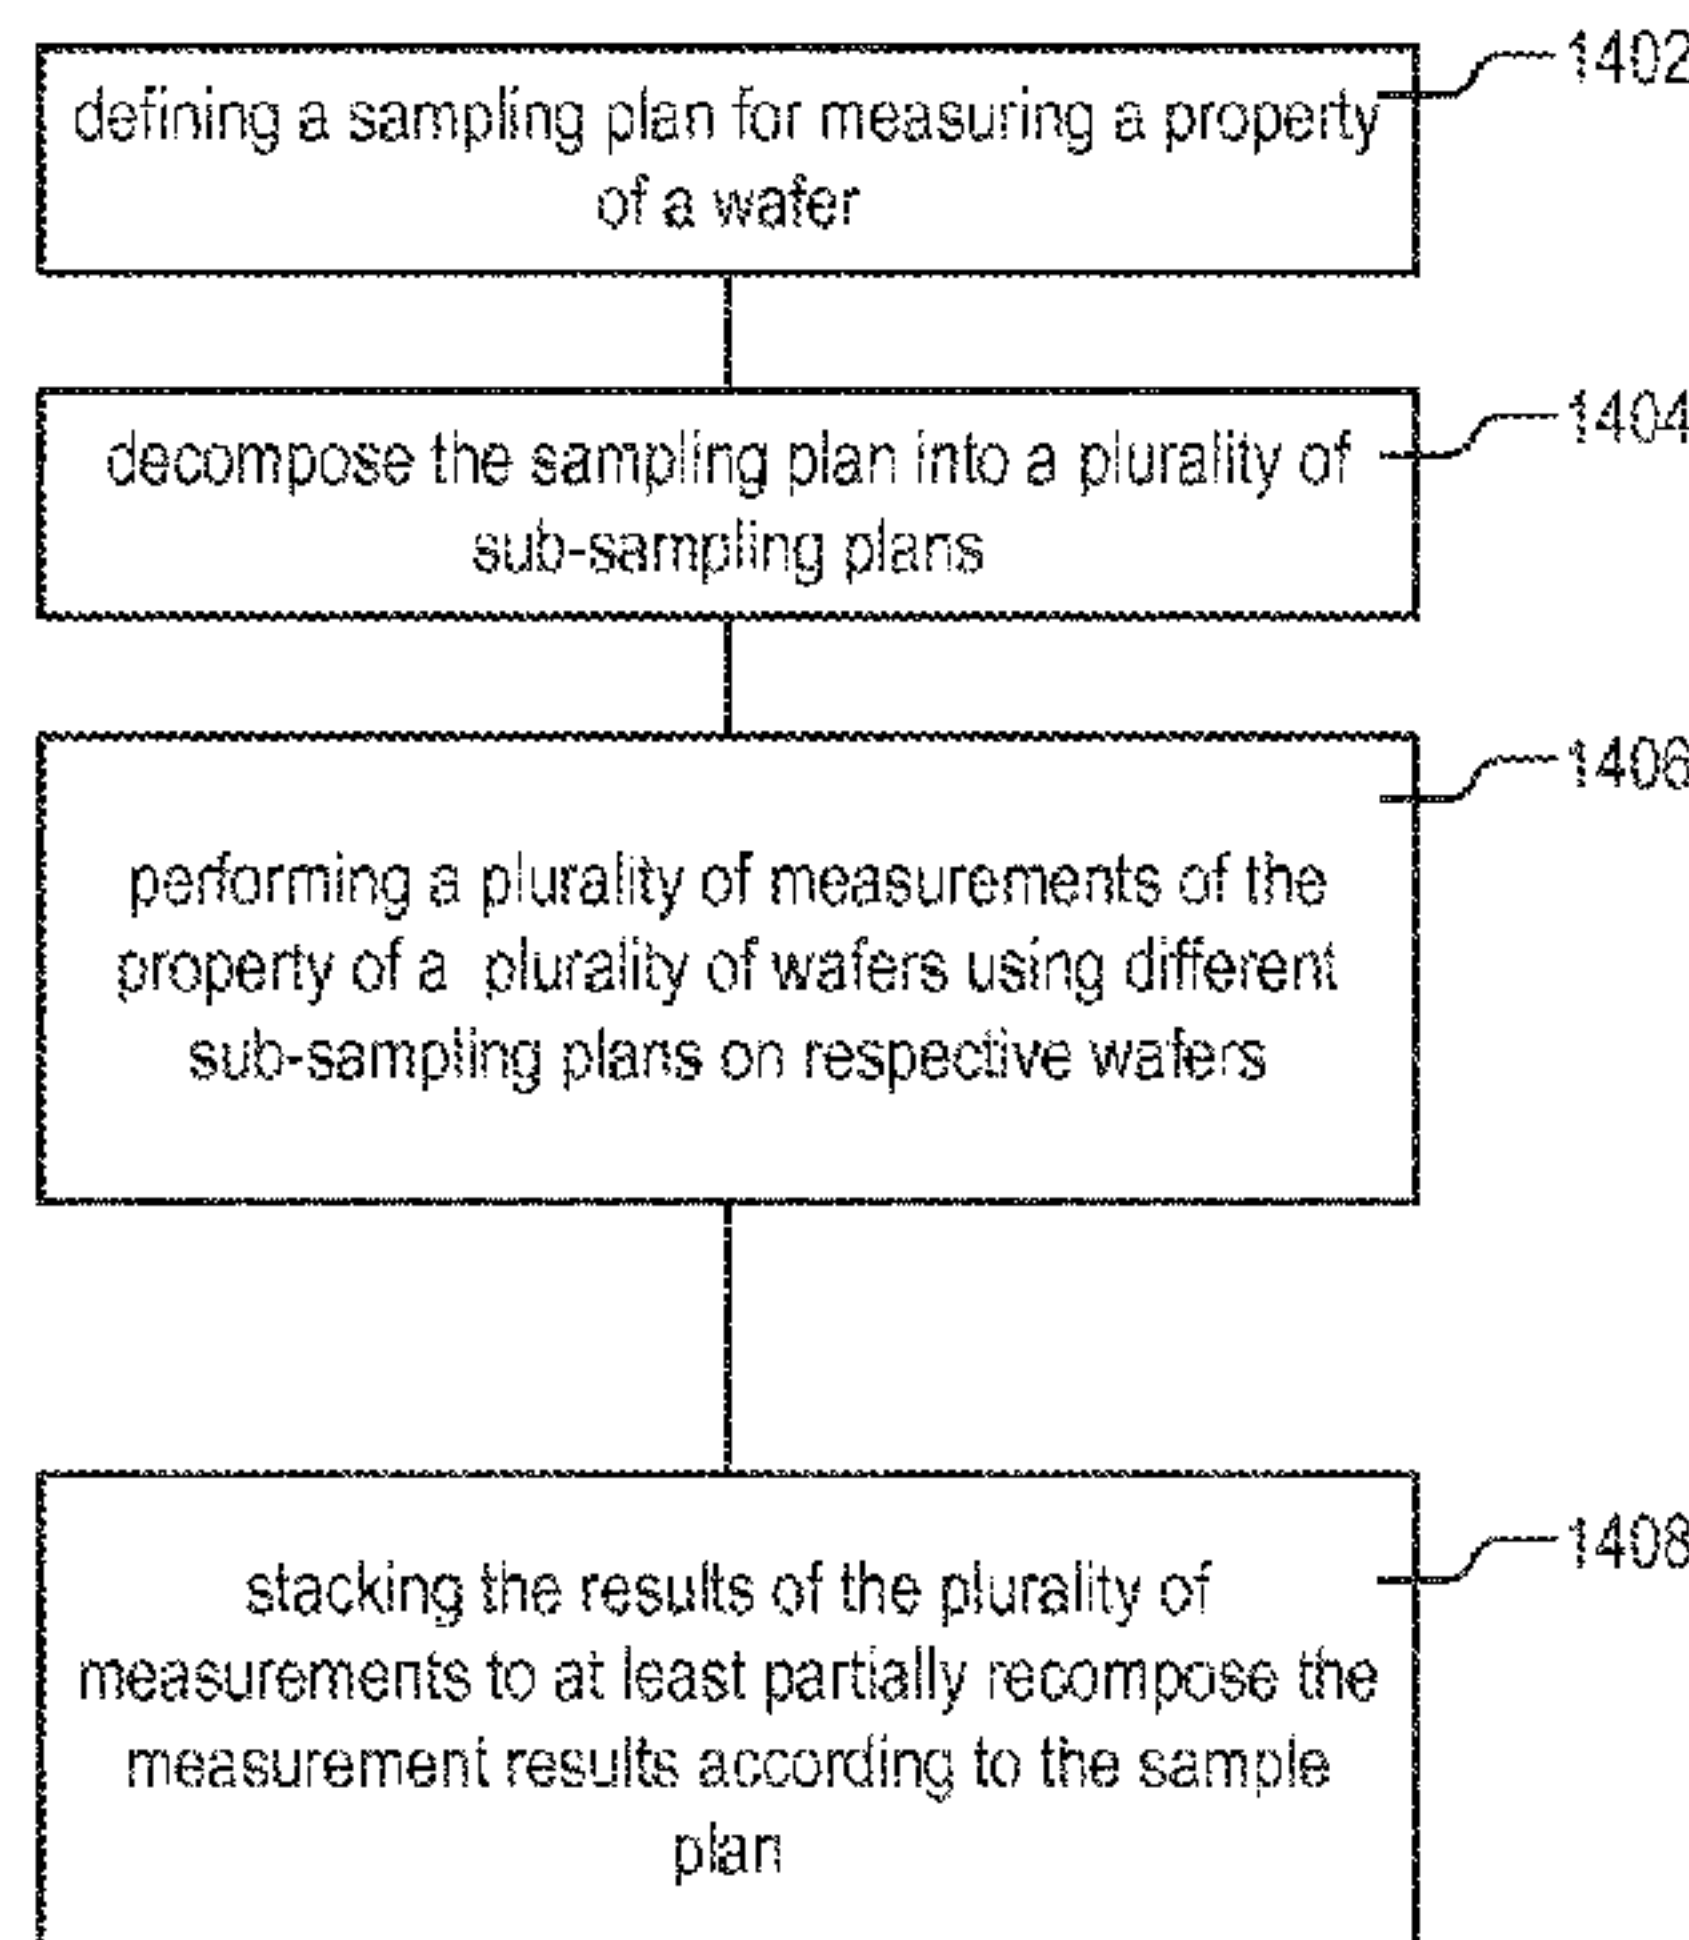 1402
defining a sampling plan for measuring a property
of a wafer
1404
decompose the sampling plan into a plurality of
sub-sampling plans
1406
performing a plurality of measurements of the
property of a plurality of wafers using different
sub-sampling plans on respective wafers
1408
stacking the results of the plurality of
measurements to at least partially recompose the
measurement results according to the sample
plan